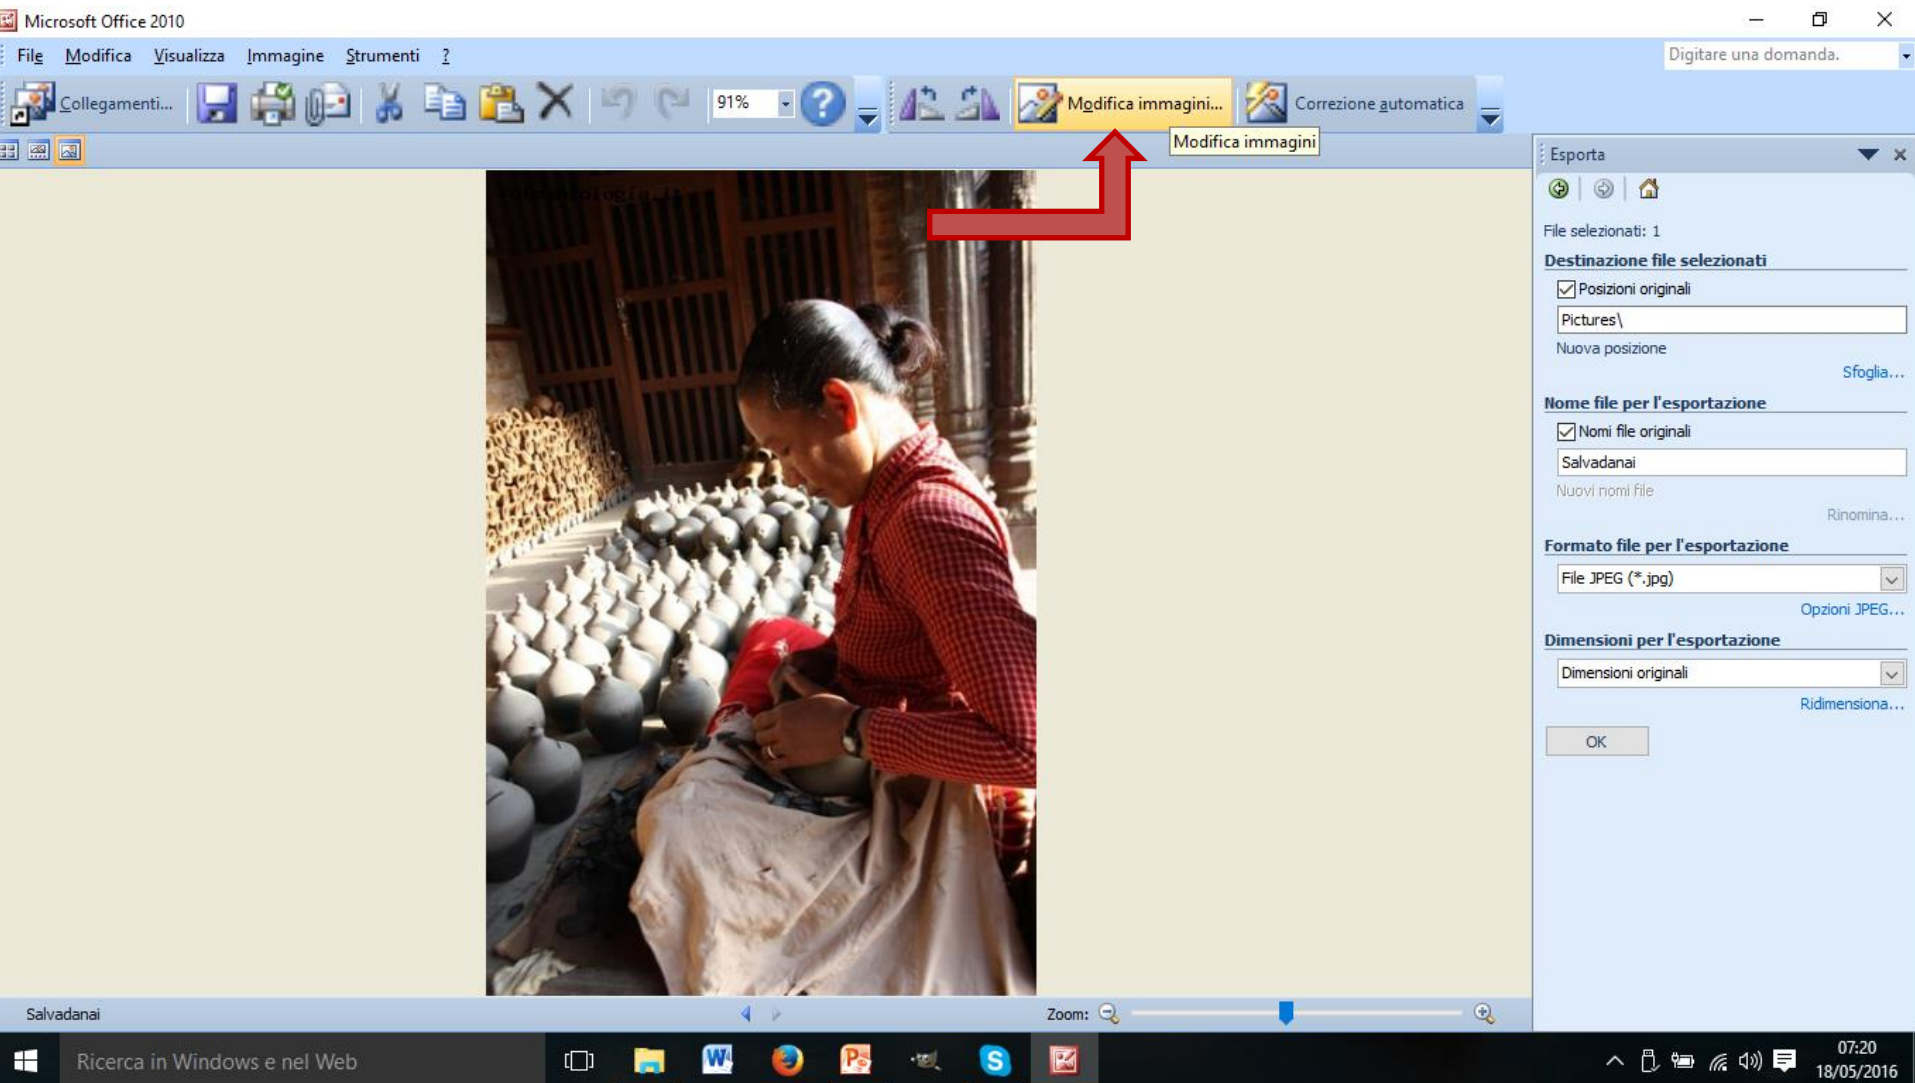 Microsoft Office 2010
File Modifica Visualizza Immagine Strumenti ?
Digitare una domanda.
Collegamenti...
91%
Modifica immagini...
Correzione automatica
Modifica immagini
Esporta
File selezionati: 1
Destinazione file selezionati
Posizioni originali
Pictures\
Nuova posizione
Sfoglia...
Nome file per l'esportazione
Nomi file originali
Salvadanai
Nuovi nomi file
Rinomina...
Formato file per l'esportazione
File JPEG (*.jpg)
Opzioni JPEG...
Dimensioni per l'esportazione
Dimensioni originali
Ridimensiona...
OK
Salvadanai
Zoom:
Ricerca in Windows e nel Web
07:20
18/05/2016